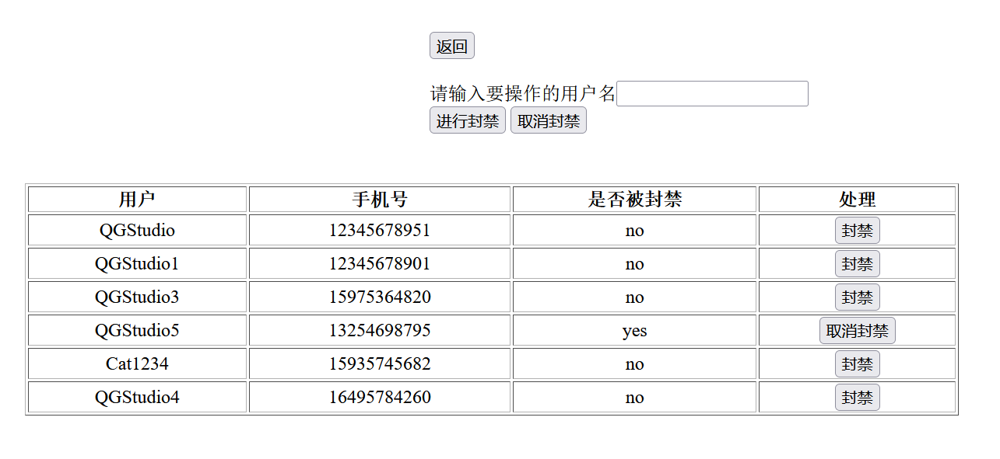 返回
请输入要操作的用户名
进行封禁 取消封禁
用户 手机号 是否被封禁 处理
QGStudio 12345678951 no 封禁
QGStudio1 12345678901 no 封禁
QGStudio3 15975364820 no 封禁
QGStudio5 13254698795 yes 取消封禁
Cat1234 15935745682 no 封禁
QGStudio4 16495784260 no 封禁